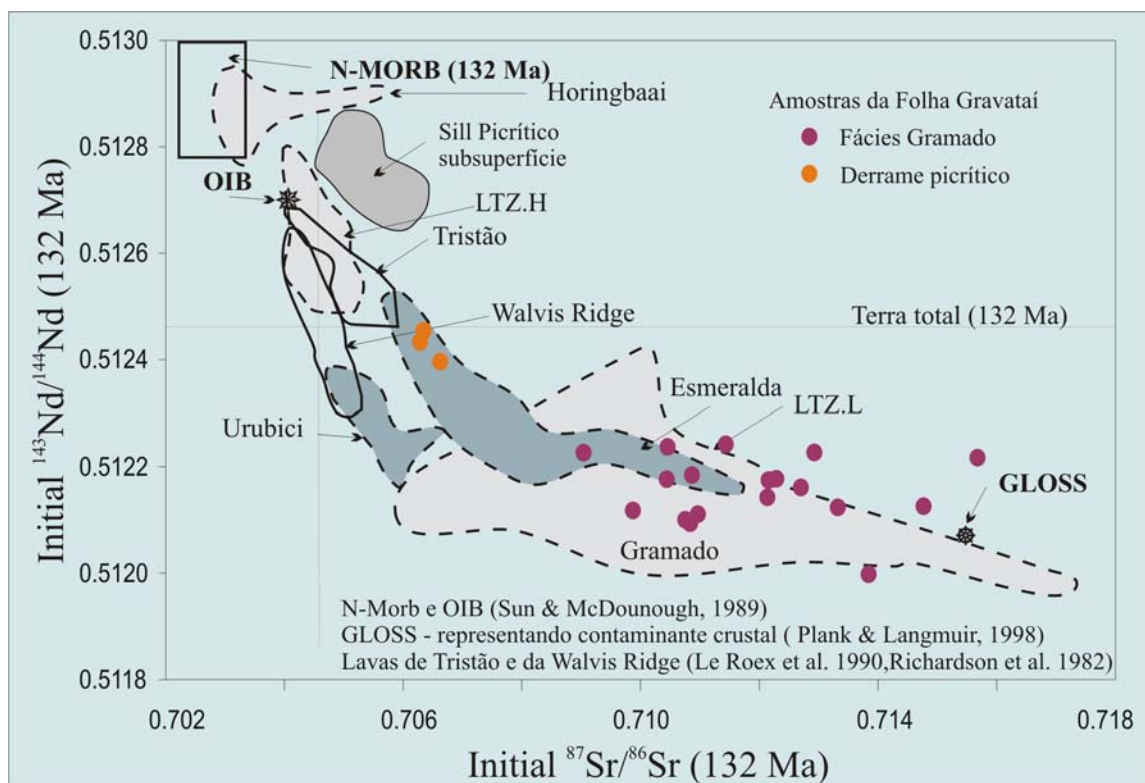 0.5130
0.5128
0.5126
0.5124
0.5122
0.5120
0.5118
Initial ¹⁴³Nd/¹⁴⁴Nd (132 Ma)
N-MORB (132 Ma)
Horingbaai
Sill Picrítico
subsuperfície
OIB
LTZ.H
Tristão
Walvis Ridge
Urubici
Amostras da Folha Gravataí
Fácies Gramado
Derrame picrítico
Terra total (132 Ma)
Esmeralda
LTZ.L
GLOSS
Gramado
N-Morb e OIB (Sun & McDounough, 1989)
GLOSS - representando contaminante crustal ( Plank & Langmuir, 1998)
Lavas de Tristão e da Walvis Ridge (Le Roex et al. 1990,Richardson et al. 1982)
0.702 0.706 0.710 0.714 0.718
Initial ⁸⁷Sr/⁸⁶Sr (132 Ma)